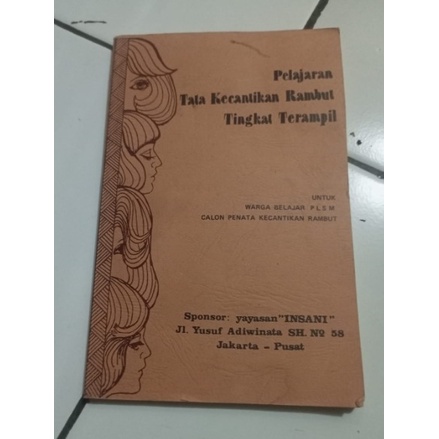 Pelajaran
Tata Kecantikan Rambut
Tingkat Terampil
UNTUK
WARGA BELAJAR P.L.S.M.
CALON PENATA KECANTIKAN RAMBUT
Sponsor: yayasan "INSANI"
Jl. Yusuf Adiwinata SH. No 58
Jakarta - Pusat